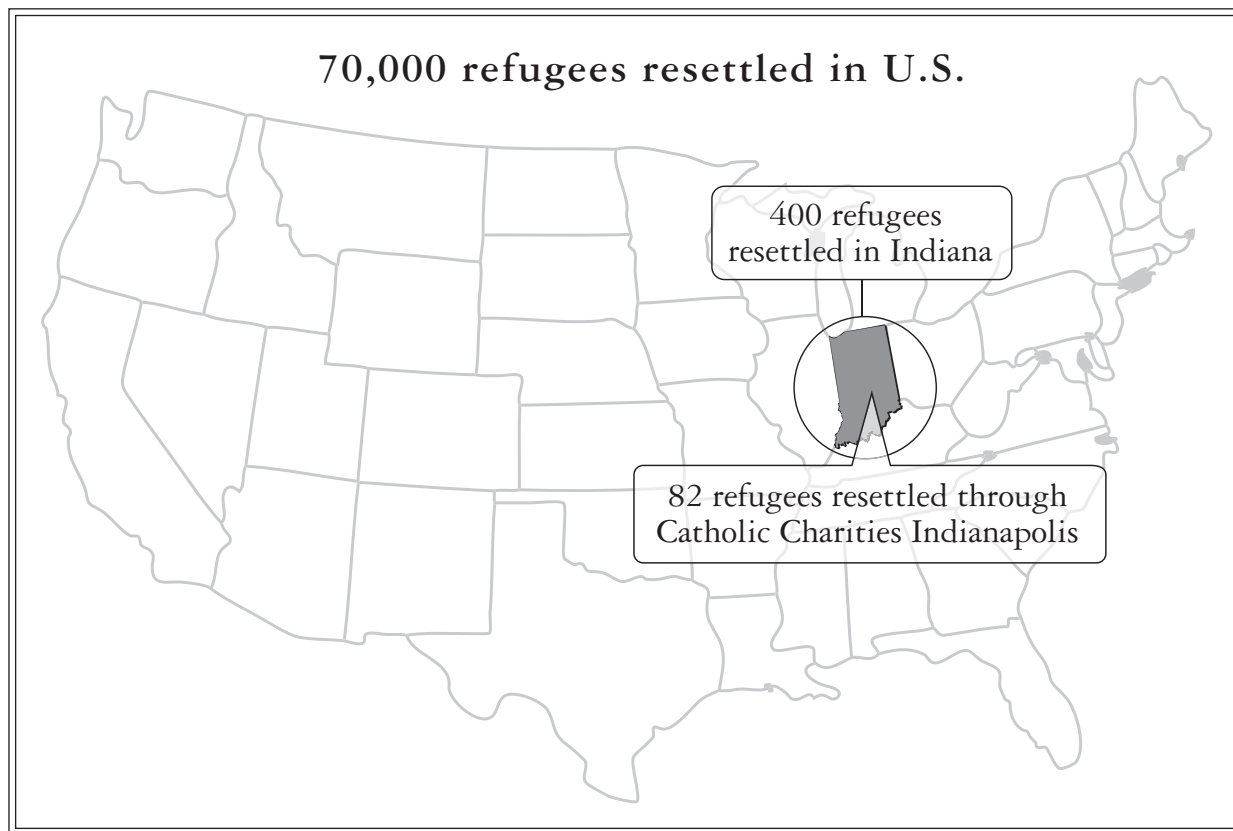 70,000 refugees resettled in U.S.
400 refugees
resettled in Indiana
82 refugees resettled through
Catholic Charities Indianapolis